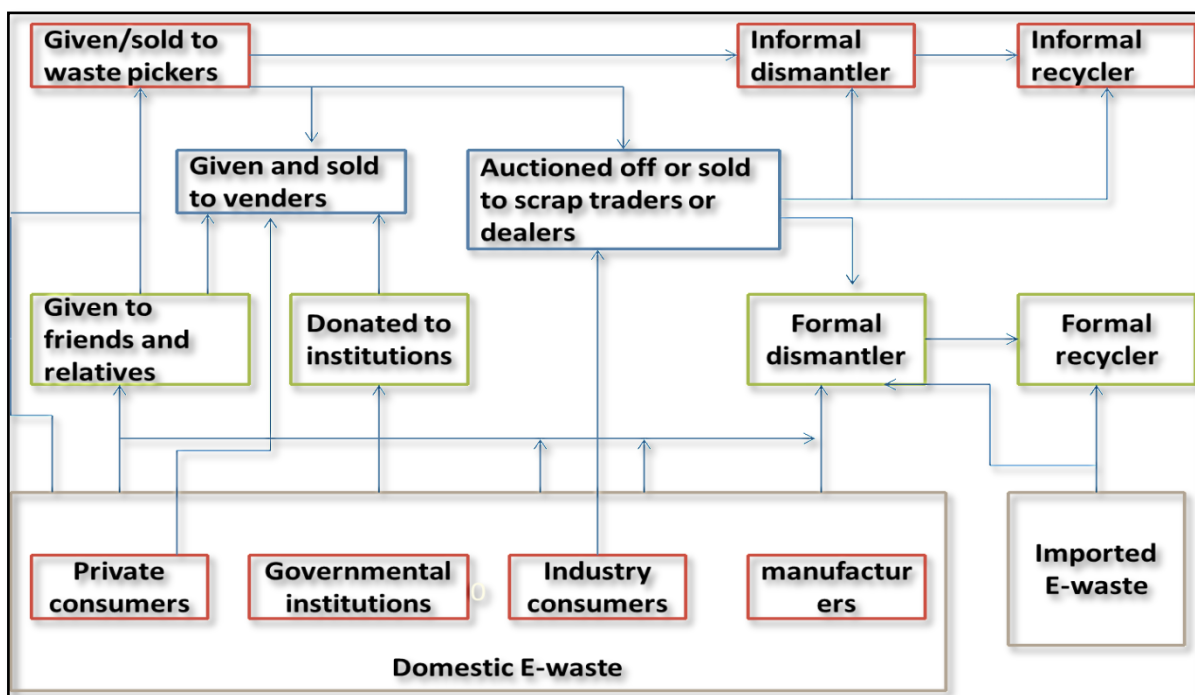 Given/sold to
waste pickers
Informal
dismantler
Informal
recycler
Given and sold
to venders
Auctioned off or sold
to scrap traders or
dealers
Given to
friends and
relatives
Donated to
institutions
Formal
dismantler
Formal
recycler
Private
consumers
Governmental
institutions
0
Industry
consumers
manufactur
ers
Imported
E-waste
Domestic E-waste